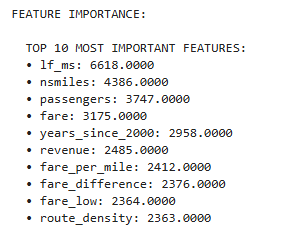 FEATURE IMPORTANCE:
TOP 10 MOST IMPORTANT FEATURES:
• lf_ms: 6618.0000
• nsmiles: 4386.0000
• passengers: 3747.0000
• fare: 3175.0000
• years_since_2000: 2958.0000
• revenue: 2485.0000
• fare_per_mile: 2412.0000
• fare_difference: 2376.0000
• fare_low: 2364.0000
• route_density: 2363.0000